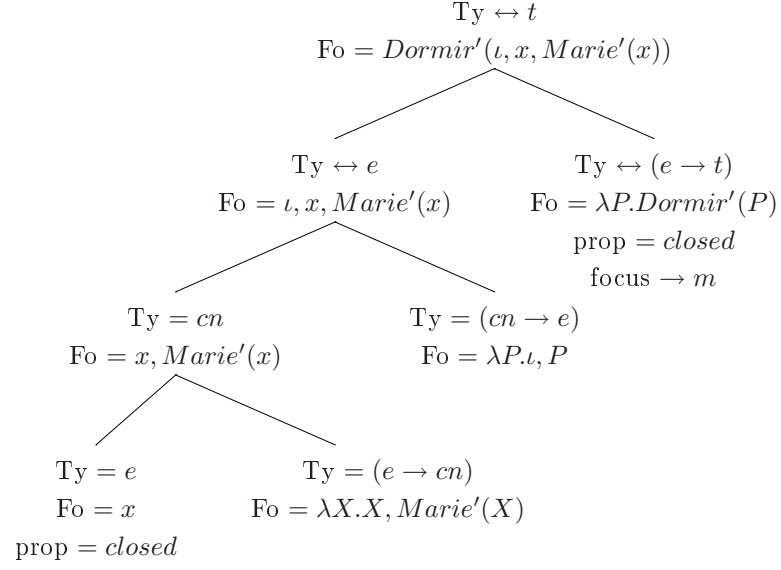 Ty ↔ t
Fo = Dormir′(ι, x, Marie′(x))
Ty ↔ e
Fo = ι, x, Marie′(x)
Ty ↔ (e → t)
Fo = λP.Dormir′(P)
prop = closed
focus → m
Ty = cn
Fo = x, Marie′(x)
Ty = (cn → e)
Fo = λP.ι, P
Ty = e
Fo = x
prop = closed
Ty = (e → cn)
Fo = λX.X, Marie′(X)